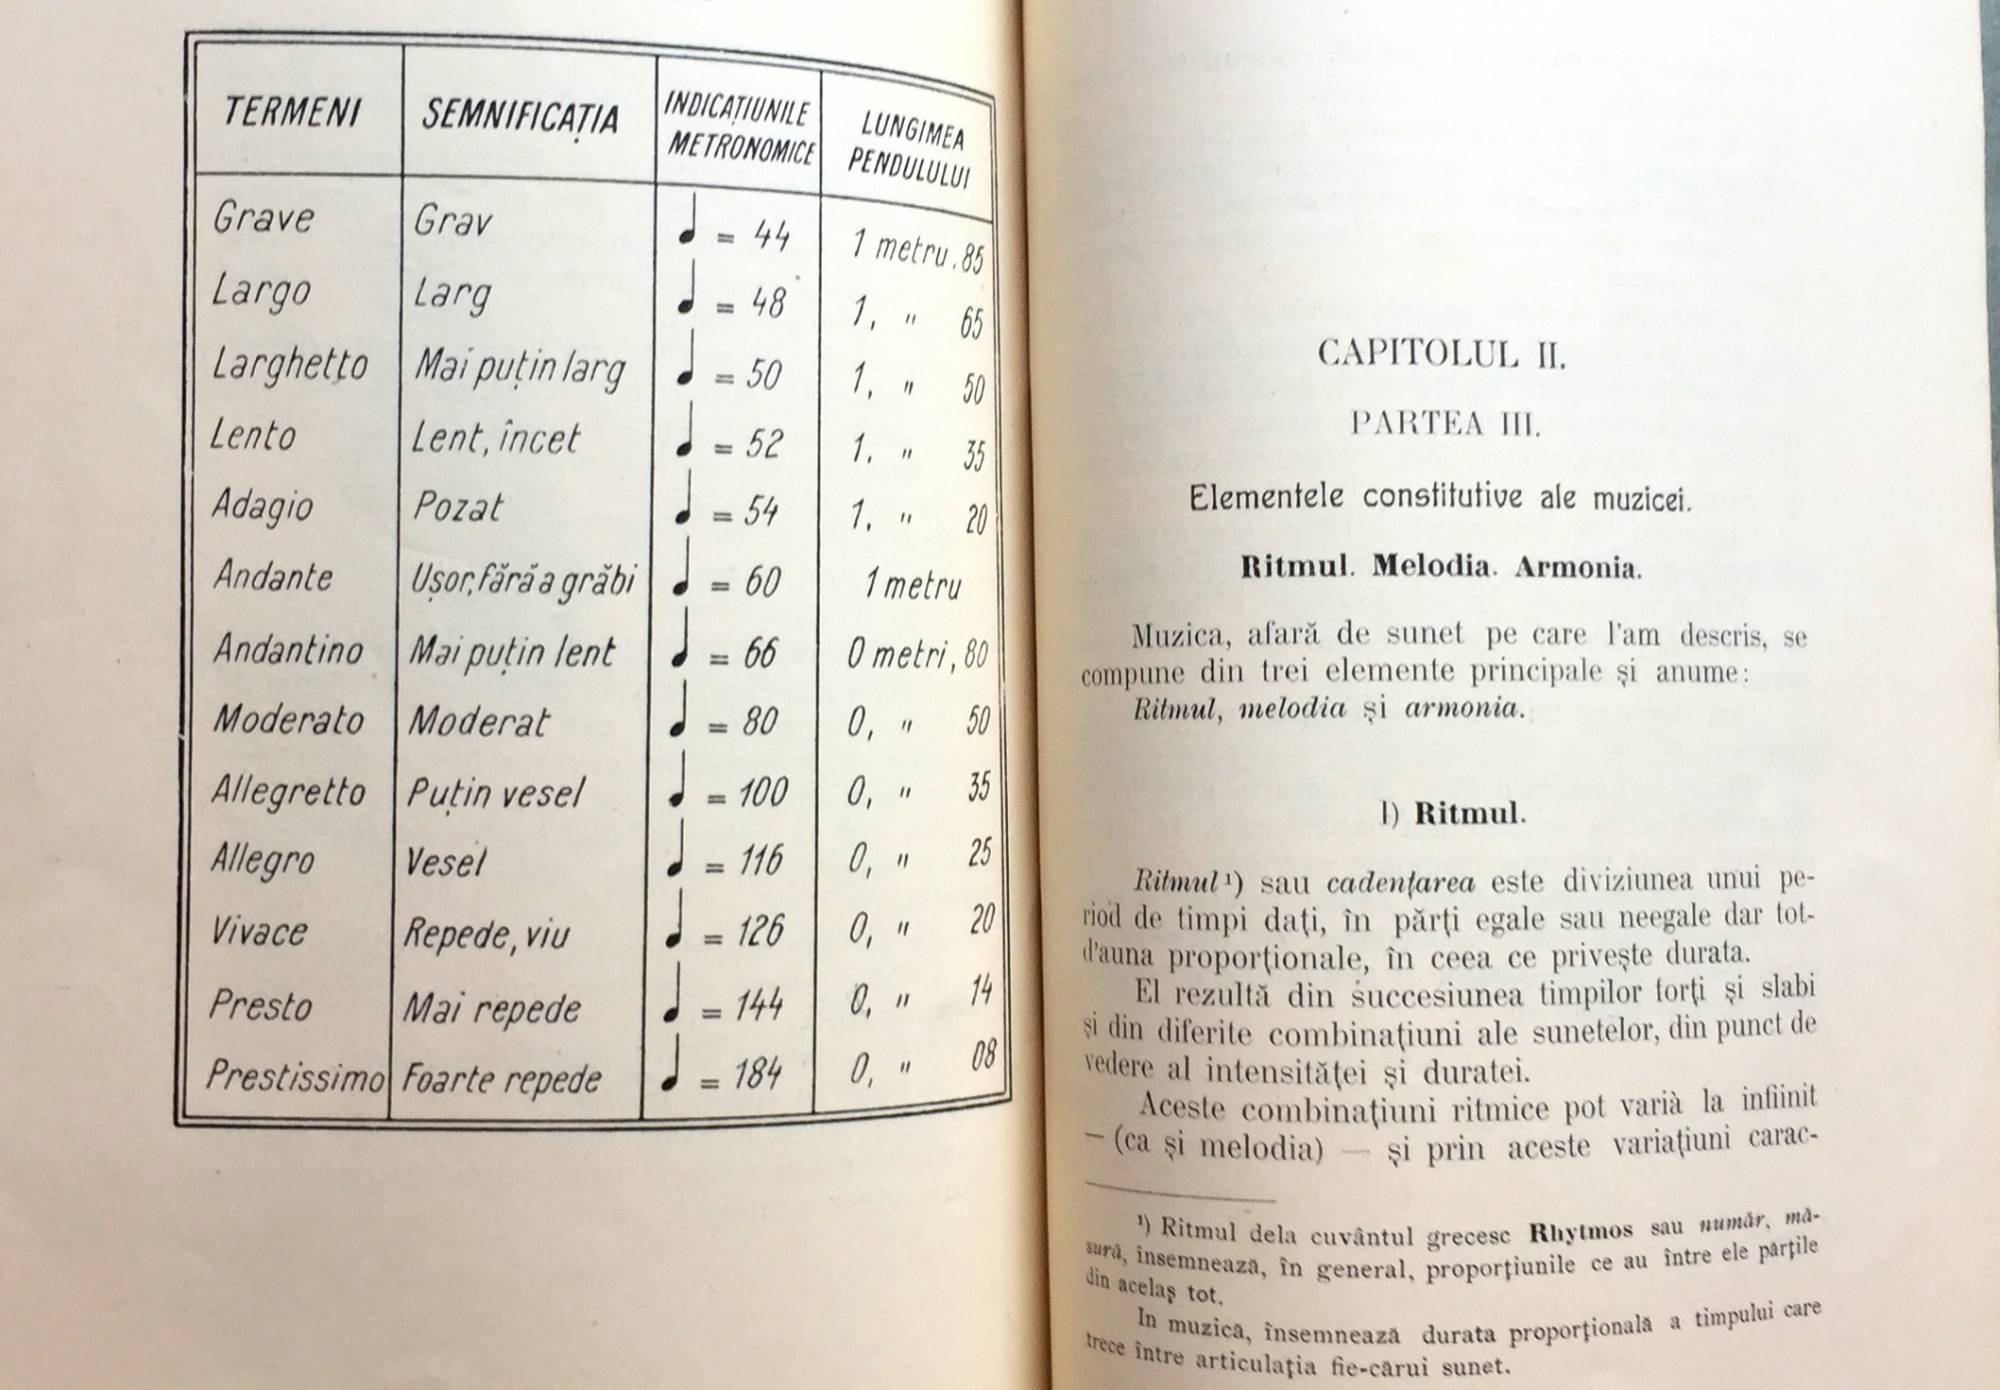 TERMENI SEMNIFICAȚIA INDICAȚIUNILE METRONOMICE LUNGIMEA PENDULULUI
Grave Grav ♩ = 44 1 metru. 85
Largo Larg ♩ = 48 1, " 65
Larghetto Mai puțin larg ♩ = 50 1, " 50
Lento Lent, încet ♩ = 52 1. " 35
Adagio Pozat ♩ = 54 1. " 20
Andante Ușor, fără a grăbi ♩ = 60 1 metru
Andantino Mai puțin lent ♩ = 66 0 metri, 80
Moderato Moderat ♩ = 80 0, " 50
Allegretto Puțin vesel ♩ = 100 0, " 35
Allegro Vesel ♩ = 116 0, " 25
Vivace Repede, viu ♩ = 126 0, " 20
Presto Mai repede ♩ = 144 0, " 14
Prestissimo Foarte repede ♩ = 184 0, " 08
CAPITOLUL II.
PARTEA III.
Elementele constitutive ale muzicei.
Ritmul. Melodia. Armonia.
Muzica, afară de sunet pe care l'am descris, se
compune din trei elemente principale și anume:
Ritmul, melodia și armonia.
1) Ritmul.
Ritmul ¹) sau cadențarea este diviziunea unui pe-
riod de timpi dați, în părți egale sau neegale dar tot-
d'auna proporționale, în ceea ce privește durata.
El rezultă din succesiunea timpilor forți și slabi
și din diferite combinațiuni ale sunetelor, din punct de
vedere al intensităței și duratei.
Aceste combinațiuni ritmice pot varià la infiinit
— (ca și melodia) — și prin aceste variațiuni carac-
¹) Ritmul dela cuvântul grecesc Rhytmos sau număr, mă-
sură, însemnează, în general, proporțiunile ce au între ele părțile
din acelaș tot.
In muzică, însemnează durata proporțională a timpului care
trece între articulația fie-cărui sunet.